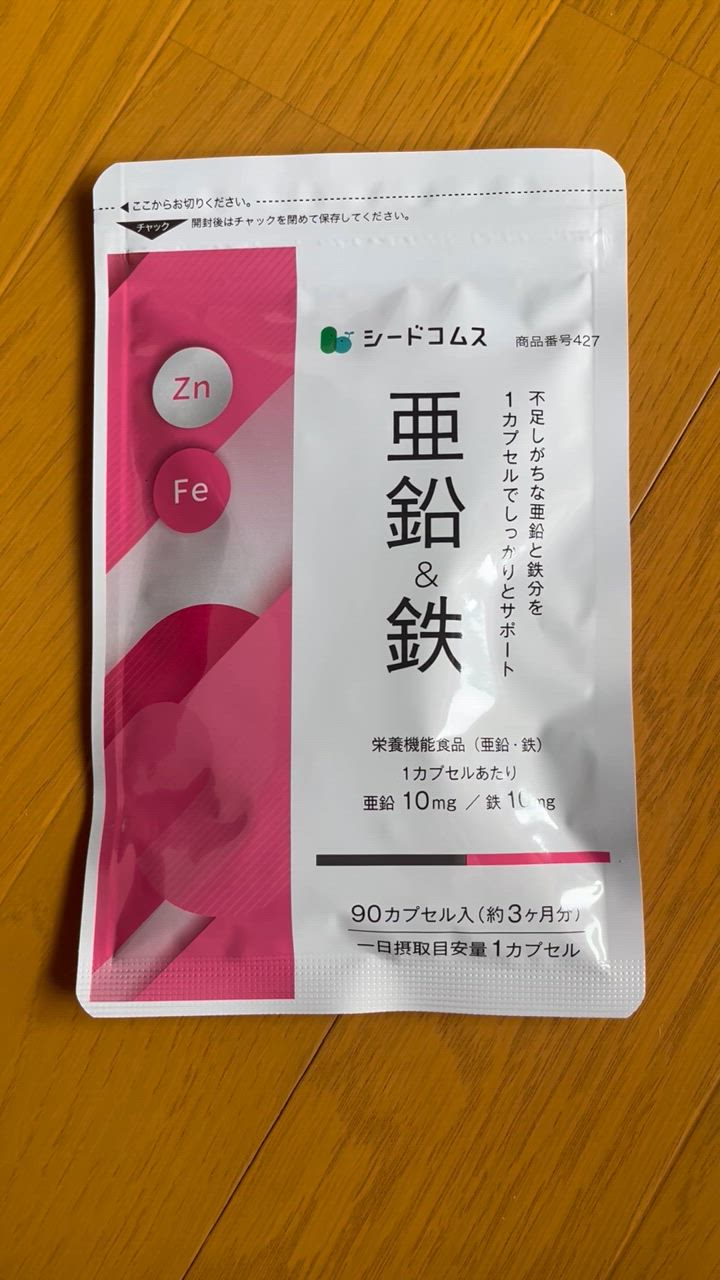 ここからお切りください。
チャック
開封後はチャックを閉めて保存してください。
シードコムス
商品番号427
Zn
Fe
亜鉛
&
鉄
不足しがちな亜鉛と鉄分を
1カプセルでしっかりとサポート
栄養機能食品（亜鉛・鉄）
1カプセルあたり
亜鉛 10mg ／鉄 10mg
90カプセル入（約3ヶ月分）
一日摂取目安量1カプセル